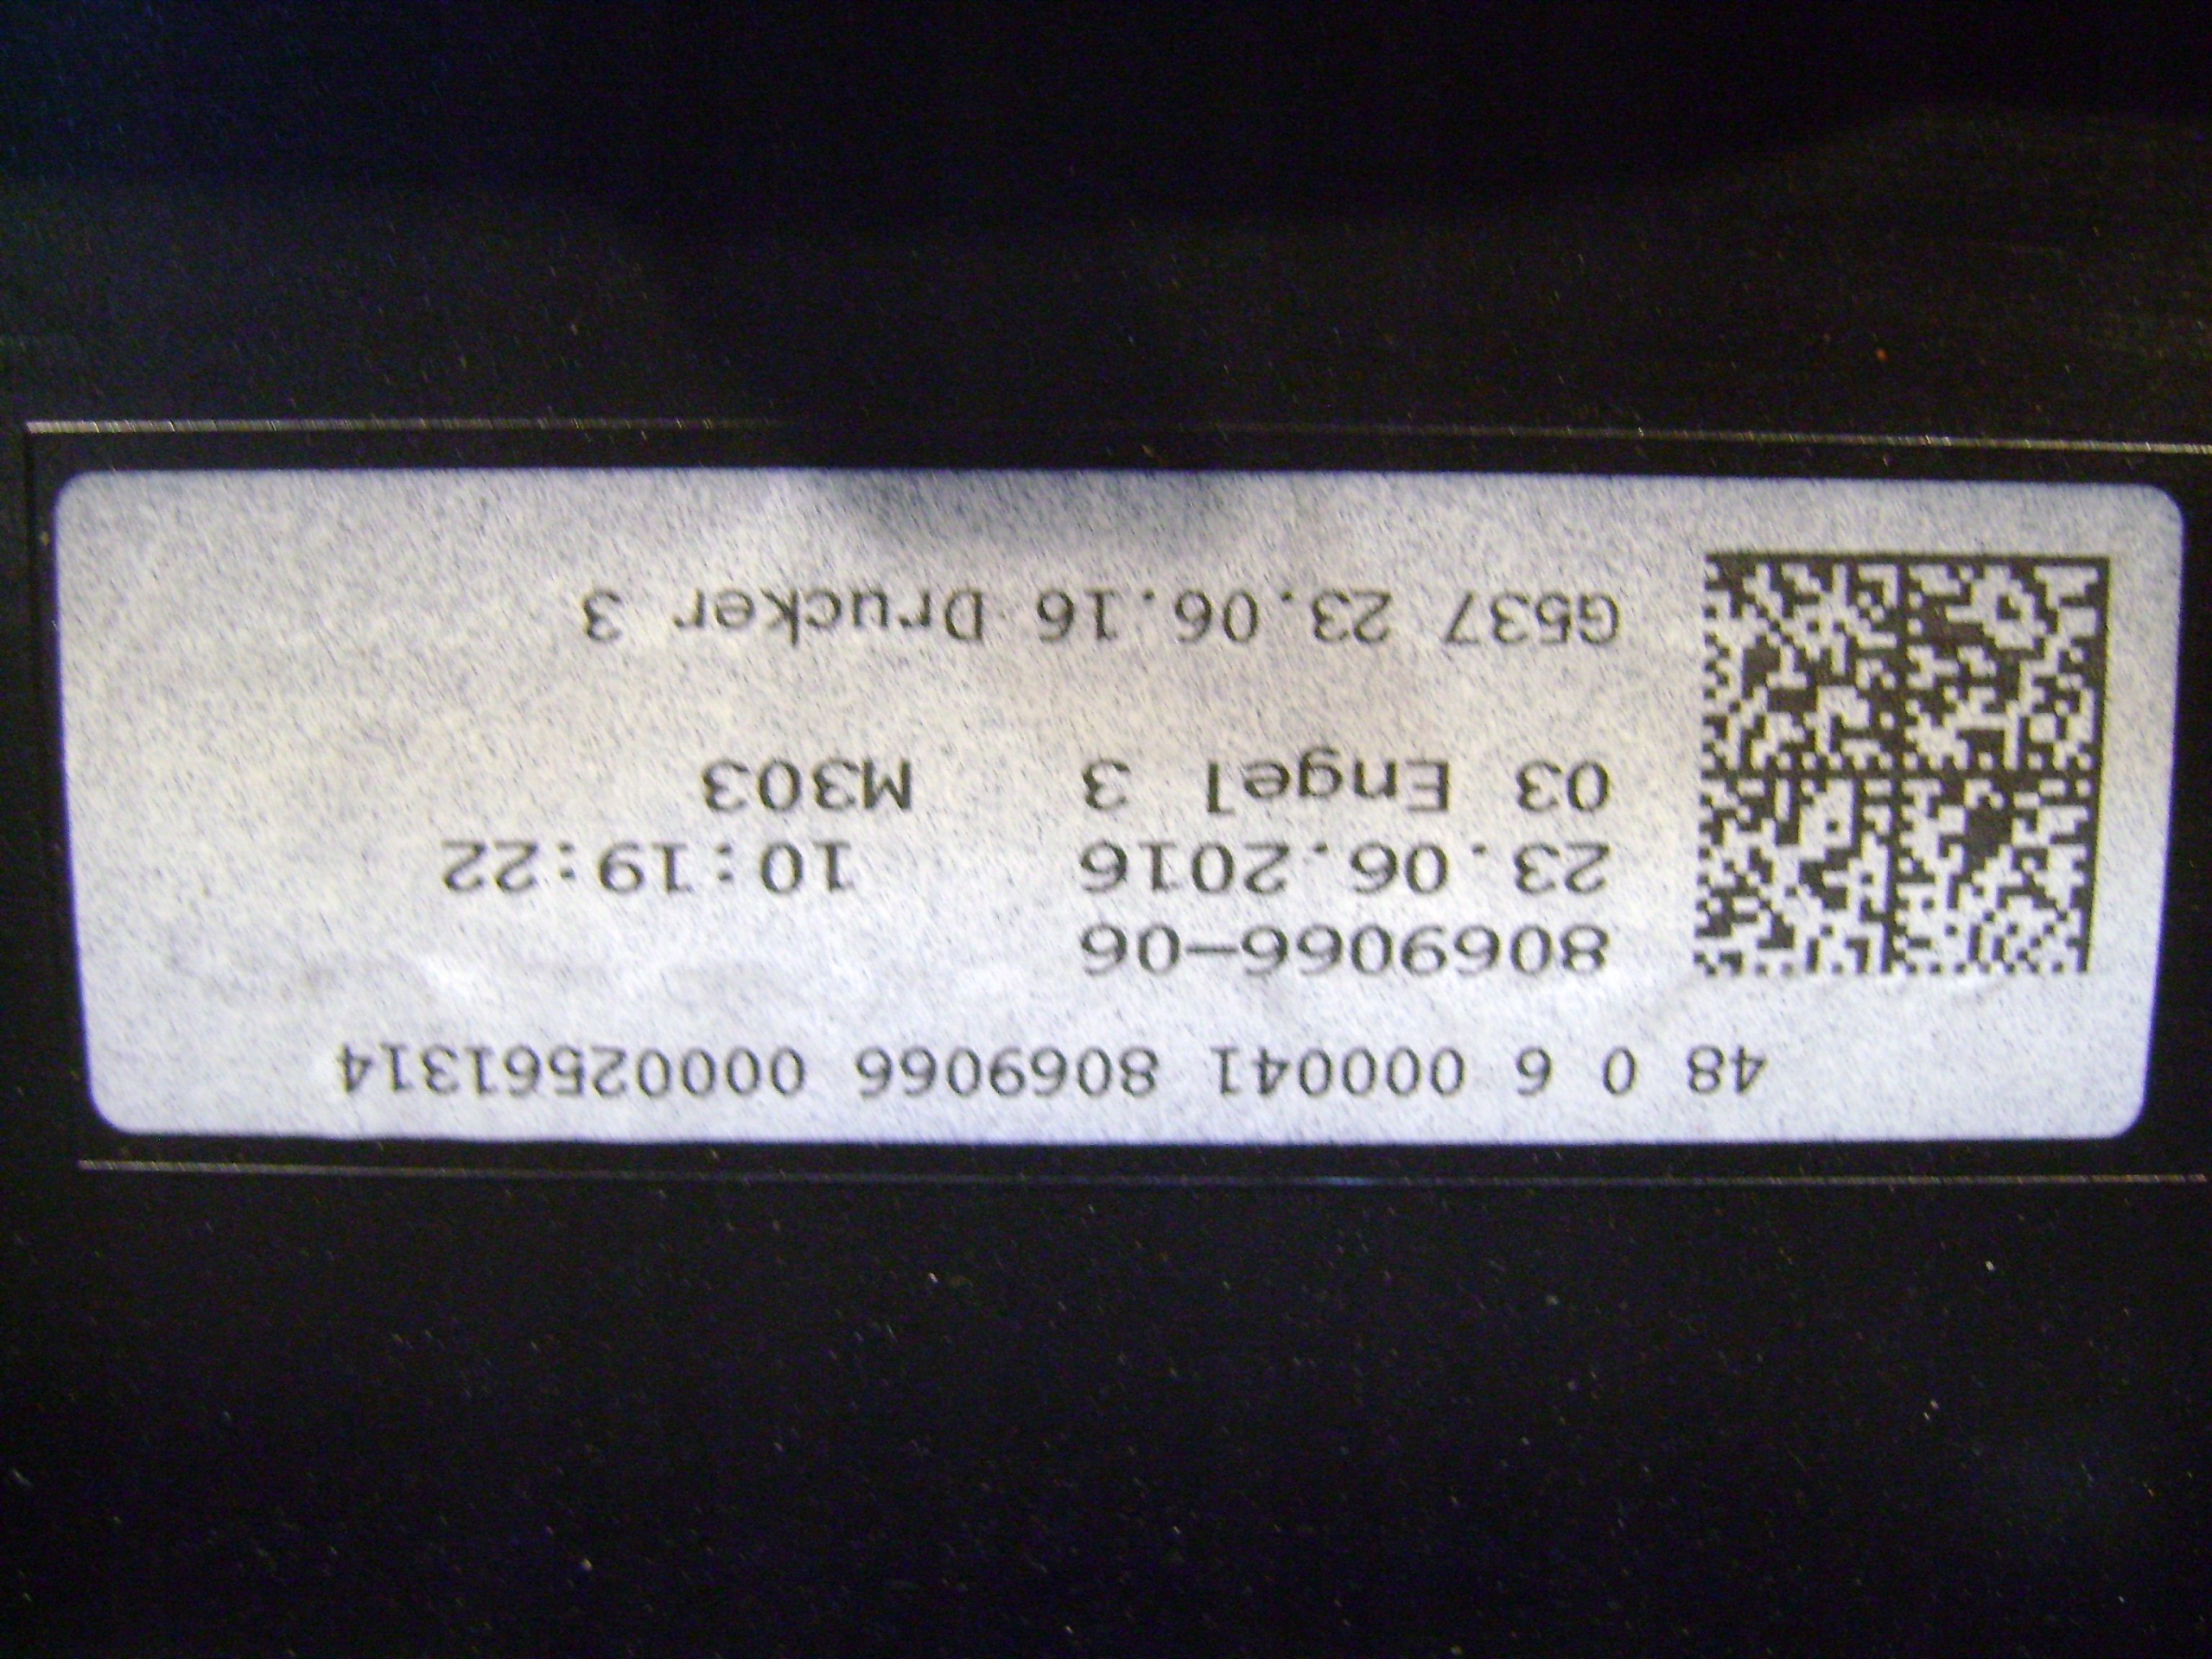 48 0 6 000041 8069066 00002561314
8069066-06
23.06.2016 10:19:22
03 Engel 3 M303
G537 23.06.16 Drucker 3